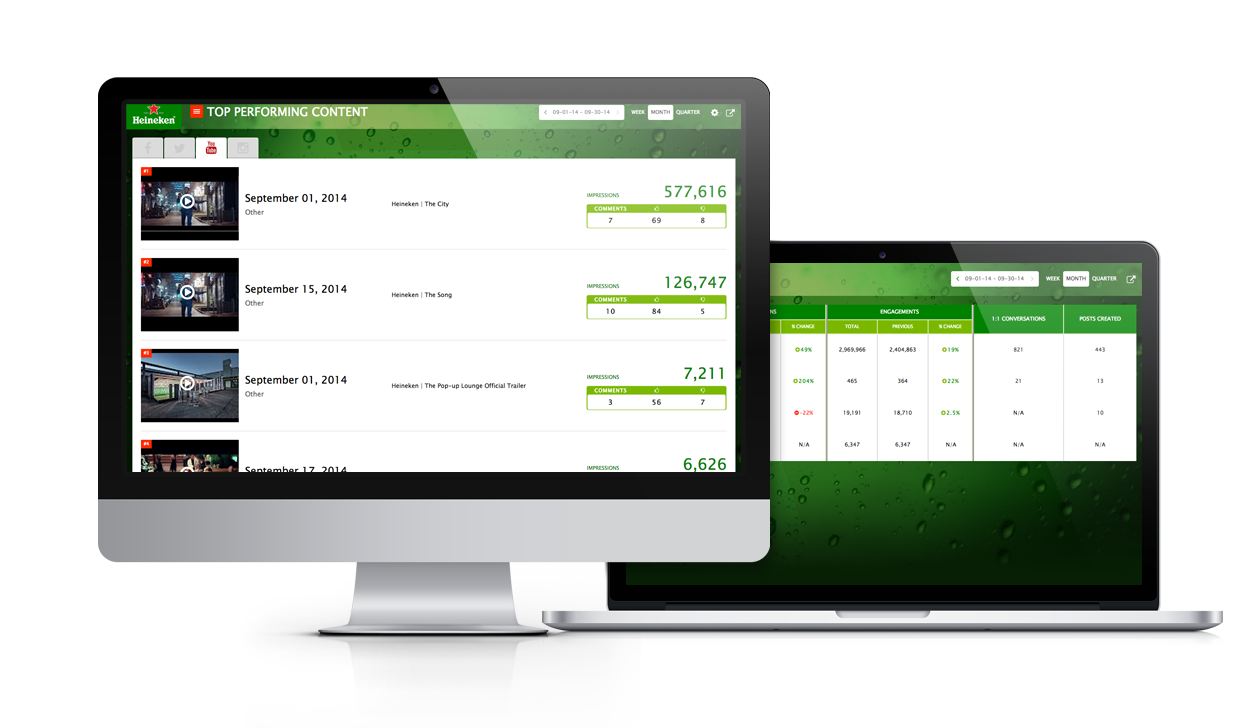 Heineken
TOP PERFORMING CONTENT
09-01-14 - 09-30-14
WEEK MONTH QUARTER
You Tube
#1
September 01, 2014
Other
Heineken | The City
IMPRESSIONS 577,616
COMMENTS
7 69 8
#2
September 15, 2014
Other
Heineken | The Song
IMPRESSIONS 126,747
COMMENTS
10 84 5
#3
September 01, 2014
Other
Heineken | The Pop-up Lounge Official Trailer
IMPRESSIONS 7,211
COMMENTS
3 56 7
#4
September 17, 2014
IMPRESSIONS 6,626
09-01-14 - 09-30-14
WEEK MONTH QUARTER
NS ENGAGEMENTS 1:1 CONVERSATIONS POSTS CREATED
% CHANGE TOTAL PREVIOUS % CHANGE
49% 2,969,966 2,404,863 19% 821 443
204% 465 364 22% 21 13
-22% 19,191 18,710 2.5% N/A 10
N/A 6,347 6,347 N/A N/A N/A